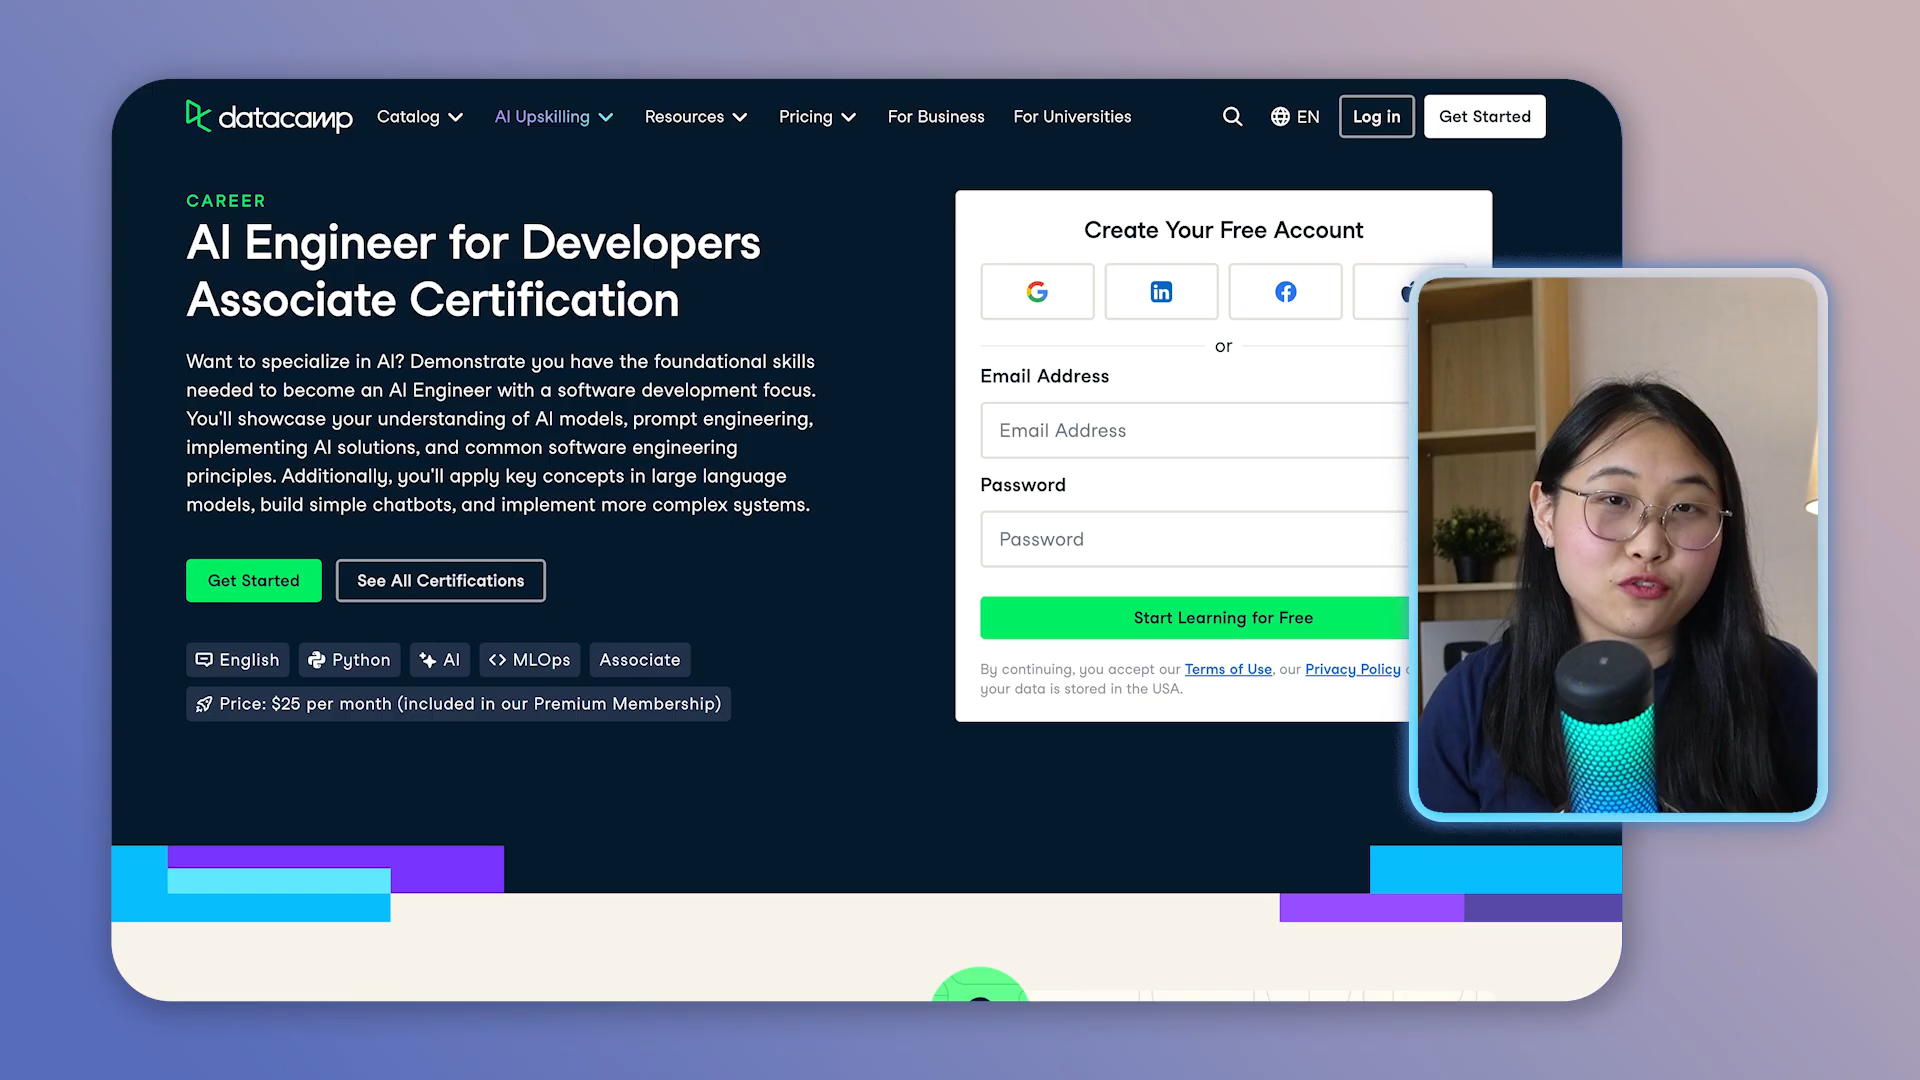 datacamp
Catalog
AI Upskilling
Resources
Pricing
For Business
For Universities
EN
Log in
Get Started
CAREER
AI Engineer for Developers
Associate Certification
Want to specialize in AI? Demonstrate you have the foundational skills
needed to become an AI Engineer with a software development focus.
You'll showcase your understanding of AI models, prompt engineering,
implementing AI solutions, and common software engineering
principles. Additionally, you'll apply key concepts in large language
models, build simple chatbots, and implement more complex systems.
Get Started
See All Certifications
English
Python
AI
MLOps
Associate
Price: $25 per month (included in our Premium Membership)
Create Your Free Account
or
Email Address
Email Address
Password
Password
Start Learning for Free
By continuing, you accept our Terms of Use, our Privacy Policy
your data is stored in the USA.